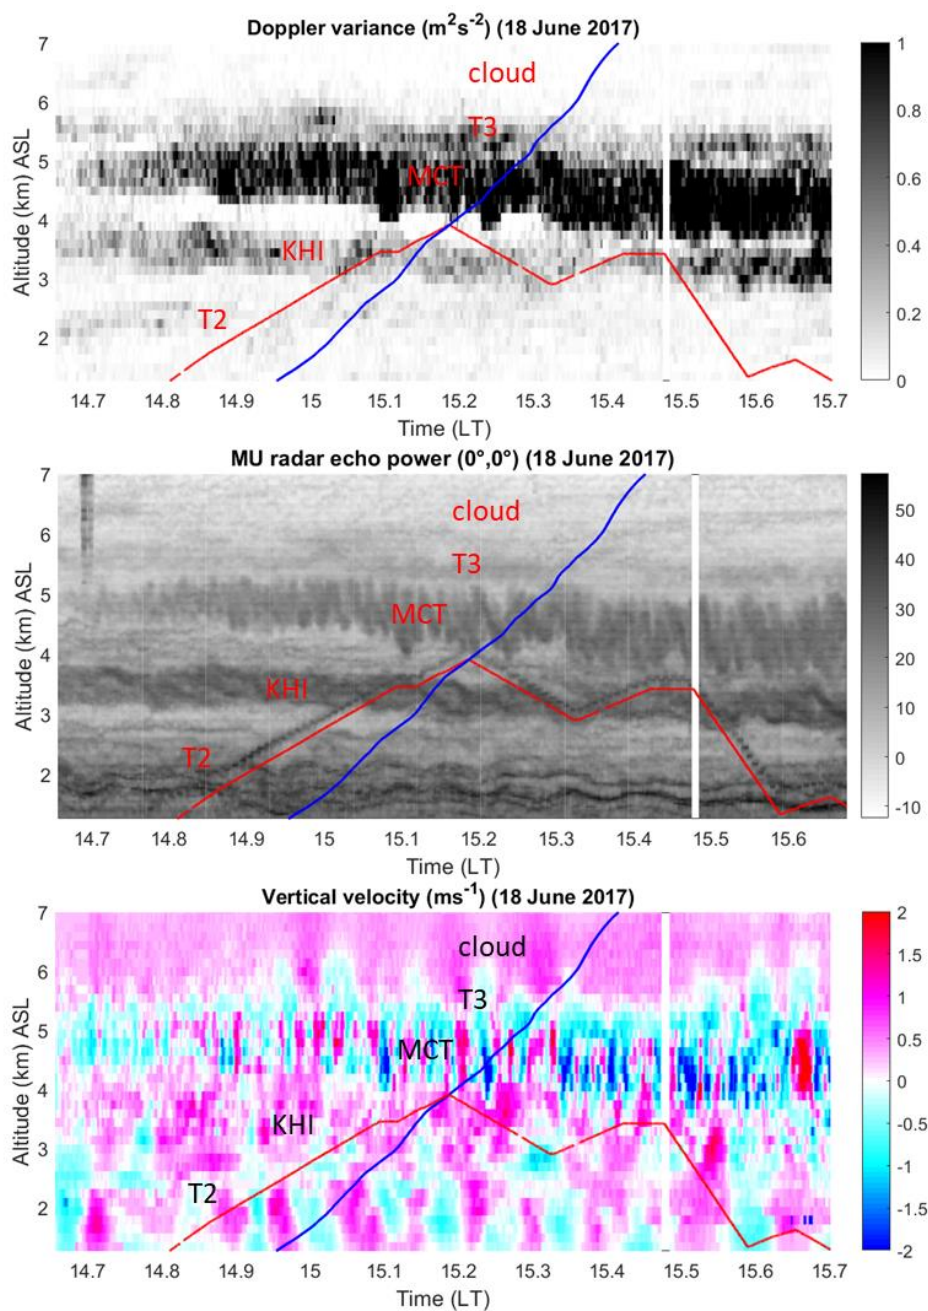 Doppler variance (m²s⁻²) (18 June 2017)
7
6
5
4
3
2
Altitude (km) ASL
cloud
T3
MCT
KHI
T2
1
0.8
0.6
0.4
0.2
0
14.7 14.8 14.9 15 15.1 15.2 15.3 15.4 15.5 15.6 15.7
Time (LT)
MU radar echo power (0°,0°) (18 June 2017)
7
6
5
4
3
2
Altitude (km) ASL
cloud
T3
MCT
KHI
T2
50
40
30
20
10
0
-10
14.7 14.8 14.9 15 15.1 15.2 15.3 15.4 15.5 15.6
Time (LT)
Vertical velocity (ms⁻¹) (18 June 2017)
7
6
5
4
3
2
Altitude (km) ASL
cloud
T3
MCT
KHI
T2
2
1.5
1
0.5
0
-0.5
-1
-1.5
-2
14.7 14.8 14.9 15 15.1 15.2 15.3 15.4 15.5 15.6 15.7
Time (LT)